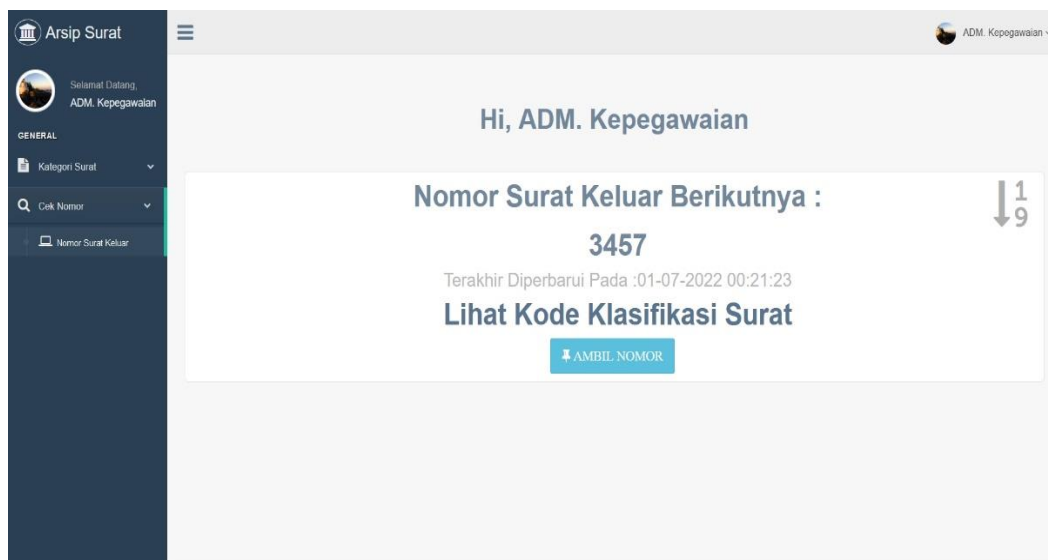 Arsip Surat
ADM. Kepegawaian
Selamat Datang,
ADM. Kepegawaian
GENERAL
Kategori Surat
Cek Nomor
Nomor Surat Keluar
Hi, ADM. Kepegawaian
Nomor Surat Keluar Berikutnya :
1
9
3457
Terakhir Diperbarui Pada :01-07-2022 00:21:23
Lihat Kode Klasifikasi Surat
AMBIL NOMOR